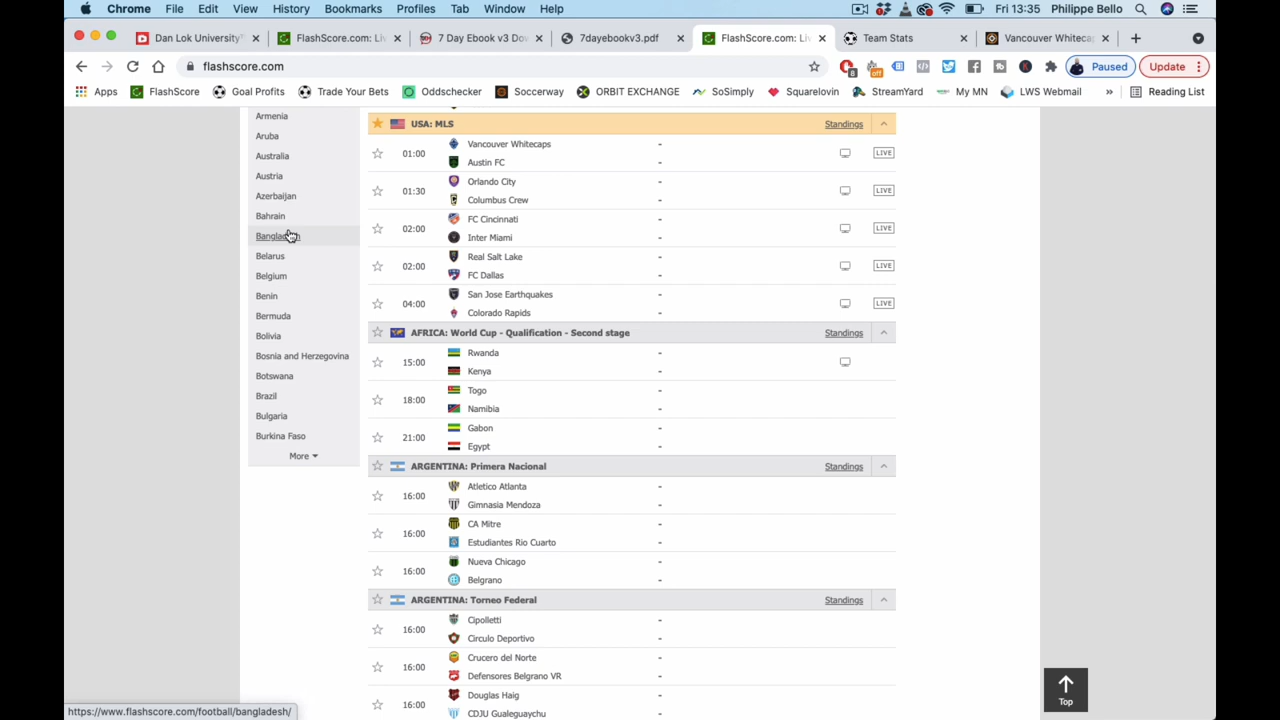 Chrome File Edit View History Bookmarks Profiles Tab Window Help Fri 13:35 Philippe Bello
Dan Lok University" FlashScore.com: Liv 7 Day Ebook v3 Dow 7dayebookv3.pdf FlashScore.com: Liv Team Stats Vancouver Whitecap
flashscore.com 8 off Paused Update
Apps FlashScore Goal Profits Trade Your Bets Oddschecker Soccerway ORBIT EXCHANGE SoSimply Squarelovin StreamYard My MN LWS Webmail » Reading List
Armenia
Aruba
Australia
Austria
Azerbaijan
Bahrain
Belarus
Belgium
Benin
Bermuda
Bolivia
Bosnia and Herzegovina
Botswana
Brazil
Bulgaria
Burkina Faso
More
USA: MLS Standings
01:00 Vancouver Whitecaps - LIVE
Austin FC -
01:30 Orlando City - LIVE
Columbus Crew -
02:00 FC Cincinnati - LIVE
Inter Miami -
02:00 Real Salt Lake - LIVE
FC Dallas -
04:00 San Jose Earthquakes - LIVE
Colorado Rapids -
AFRICA: World Cup - Qualification - Second stage Standings
15:00 Rwanda -
Kenya -
18:00 Togo -
Namibia -
21:00 Gabon -
Egypt -
ARGENTINA: Primera Nacional Standings
16:00 Atletico Atlanta -
Gimnasia Mendoza -
16:00 CA Mitre -
Estudiantes Rio Cuarto -
16:00 Nueva Chicago -
Belgrano -
ARGENTINA: Torneo Federal Standings
16:00 Cipolletti -
Circulo Deportivo -
16:00 Crucero del Norte -
Defensores Belgrano VR -
16:00 Douglas Haig -
CDJU Gualeguaychu -
Top
https://www.flashscore.com/football/bangladesh/